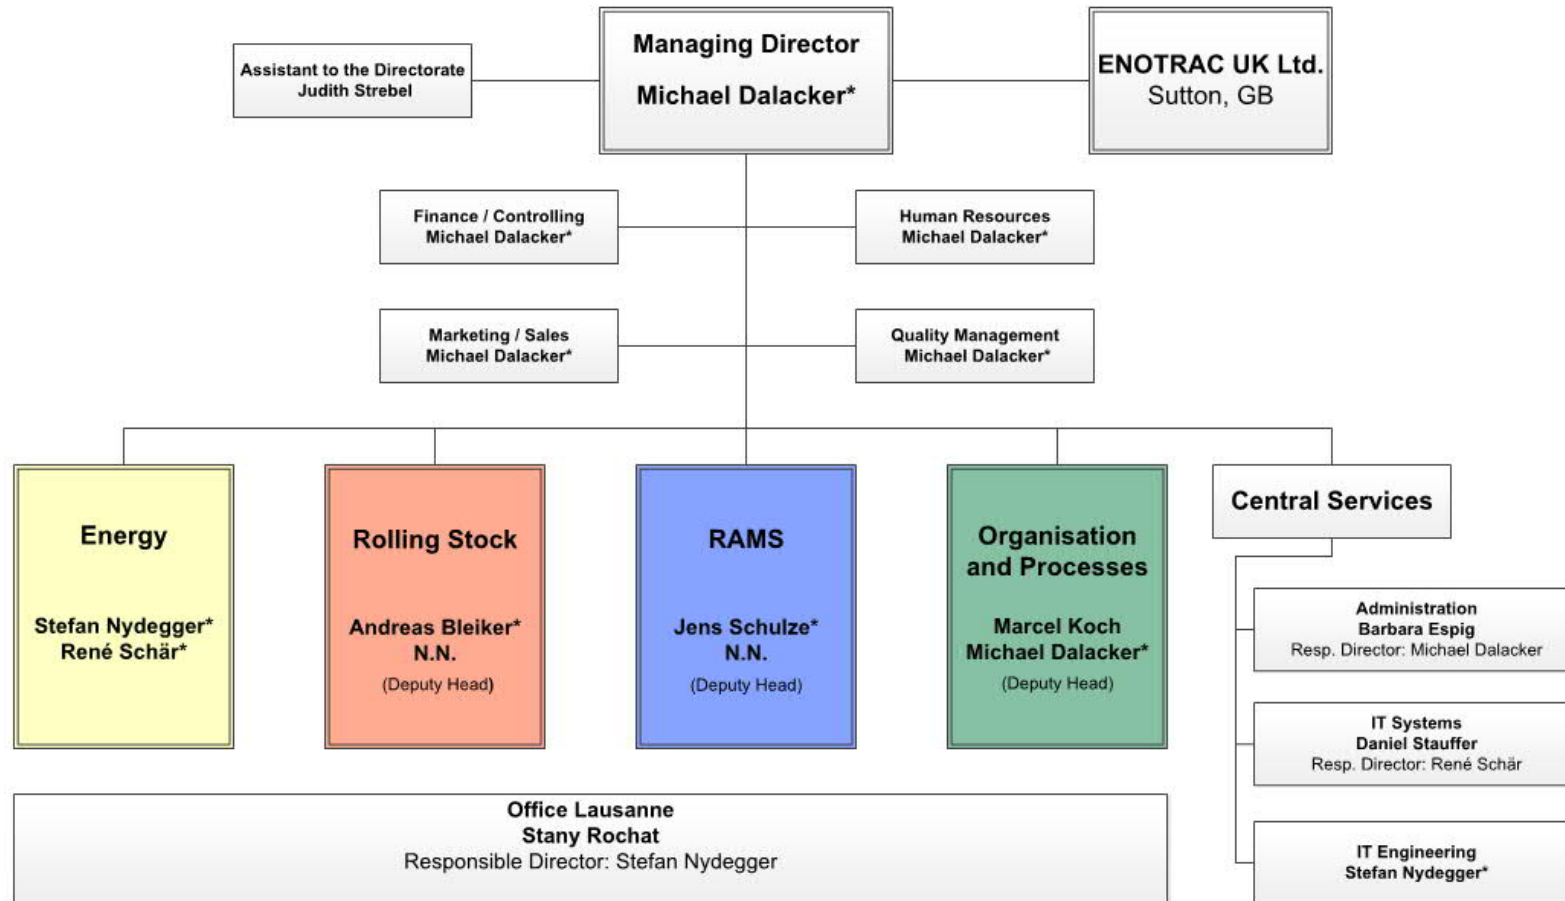 Managing Director
Michael Dalacker*
Assistant to the Directorate
Judith Strebel
ENOTRAC UK Ltd.
Sutton, GB
Finance / Controlling
Michael Dalacker*
Human Resources
Michael Dalacker*
Marketing / Sales
Michael Dalacker*
Quality Management
Michael Dalacker*
Energy
Stefan Nydegger*
René Schär*
Rolling Stock
Andreas Bleiker*
N.N.
(Deputy Head)
RAMS
Jens Schulze*
N.N.
(Deputy Head)
Organisation
and Processes
Marcel Koch
Michael Dalacker*
(Deputy Head)
Central Services
Administration
Barbara Espig
Resp. Director: Michael Dalacker
IT Systems
Daniel Stauffer
Resp. Director: René Schär
IT Engineering
Stefan Nydegger*
Office Lausanne
Stany Rochat
Responsible Director: Stefan Nydegger